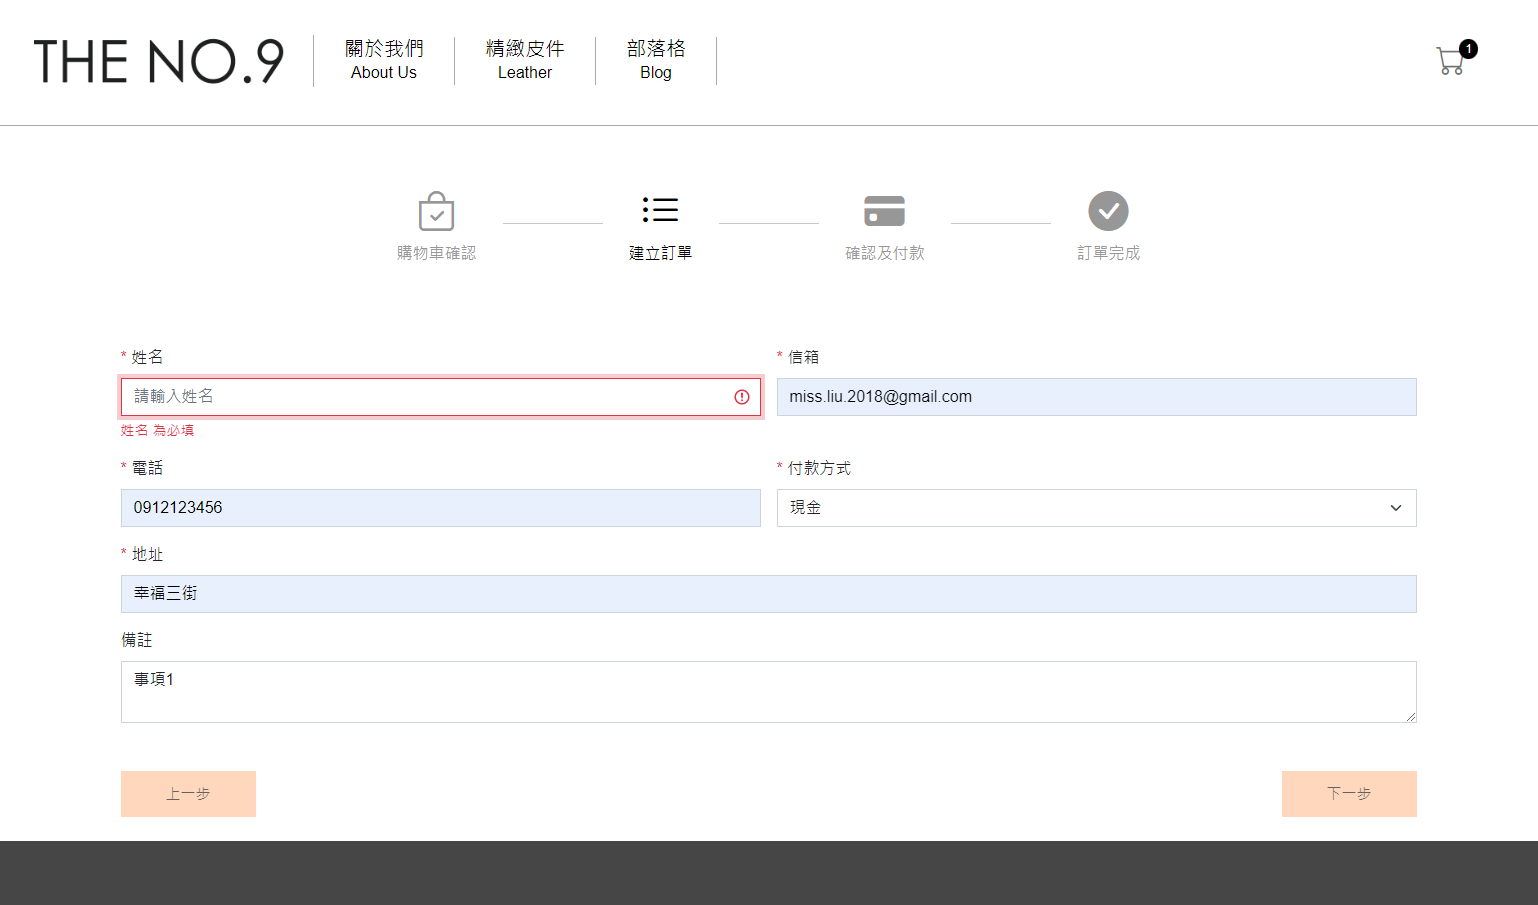 THE NO.9
關於我們
About Us
精緻皮件
Leather
部落格
Blog
1
購物車確認
建立訂單
確認及付款
訂單完成
* 姓名
請輸入姓名
姓名 為必填
* 信箱
miss.liu.2018@gmail.com
* 電話
0912123456
* 付款方式
現金
* 地址
幸福三街
備註
事項1
上一步
下一步